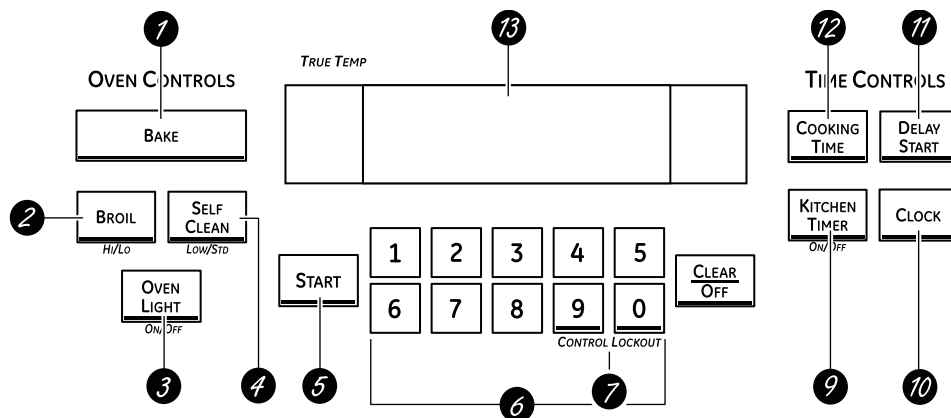 1
13
12
11
TRUE TEMP
OVEN CONTROLS
TIME CONTROLS
BAKE
COOKING
TIME
DELAY
START
2
BROIL
HI/LO
SELF
CLEAN
LOW/STD
KITCHEN
TIMER
ON/OFF
CLOCK
OVEN
LIGHT
ON/OFF
START
1 2 3 4 5
6 7 8 9 0
CONTROL LOCKOUT
CLEAR
OFF
3
4
5
6
7
9
10